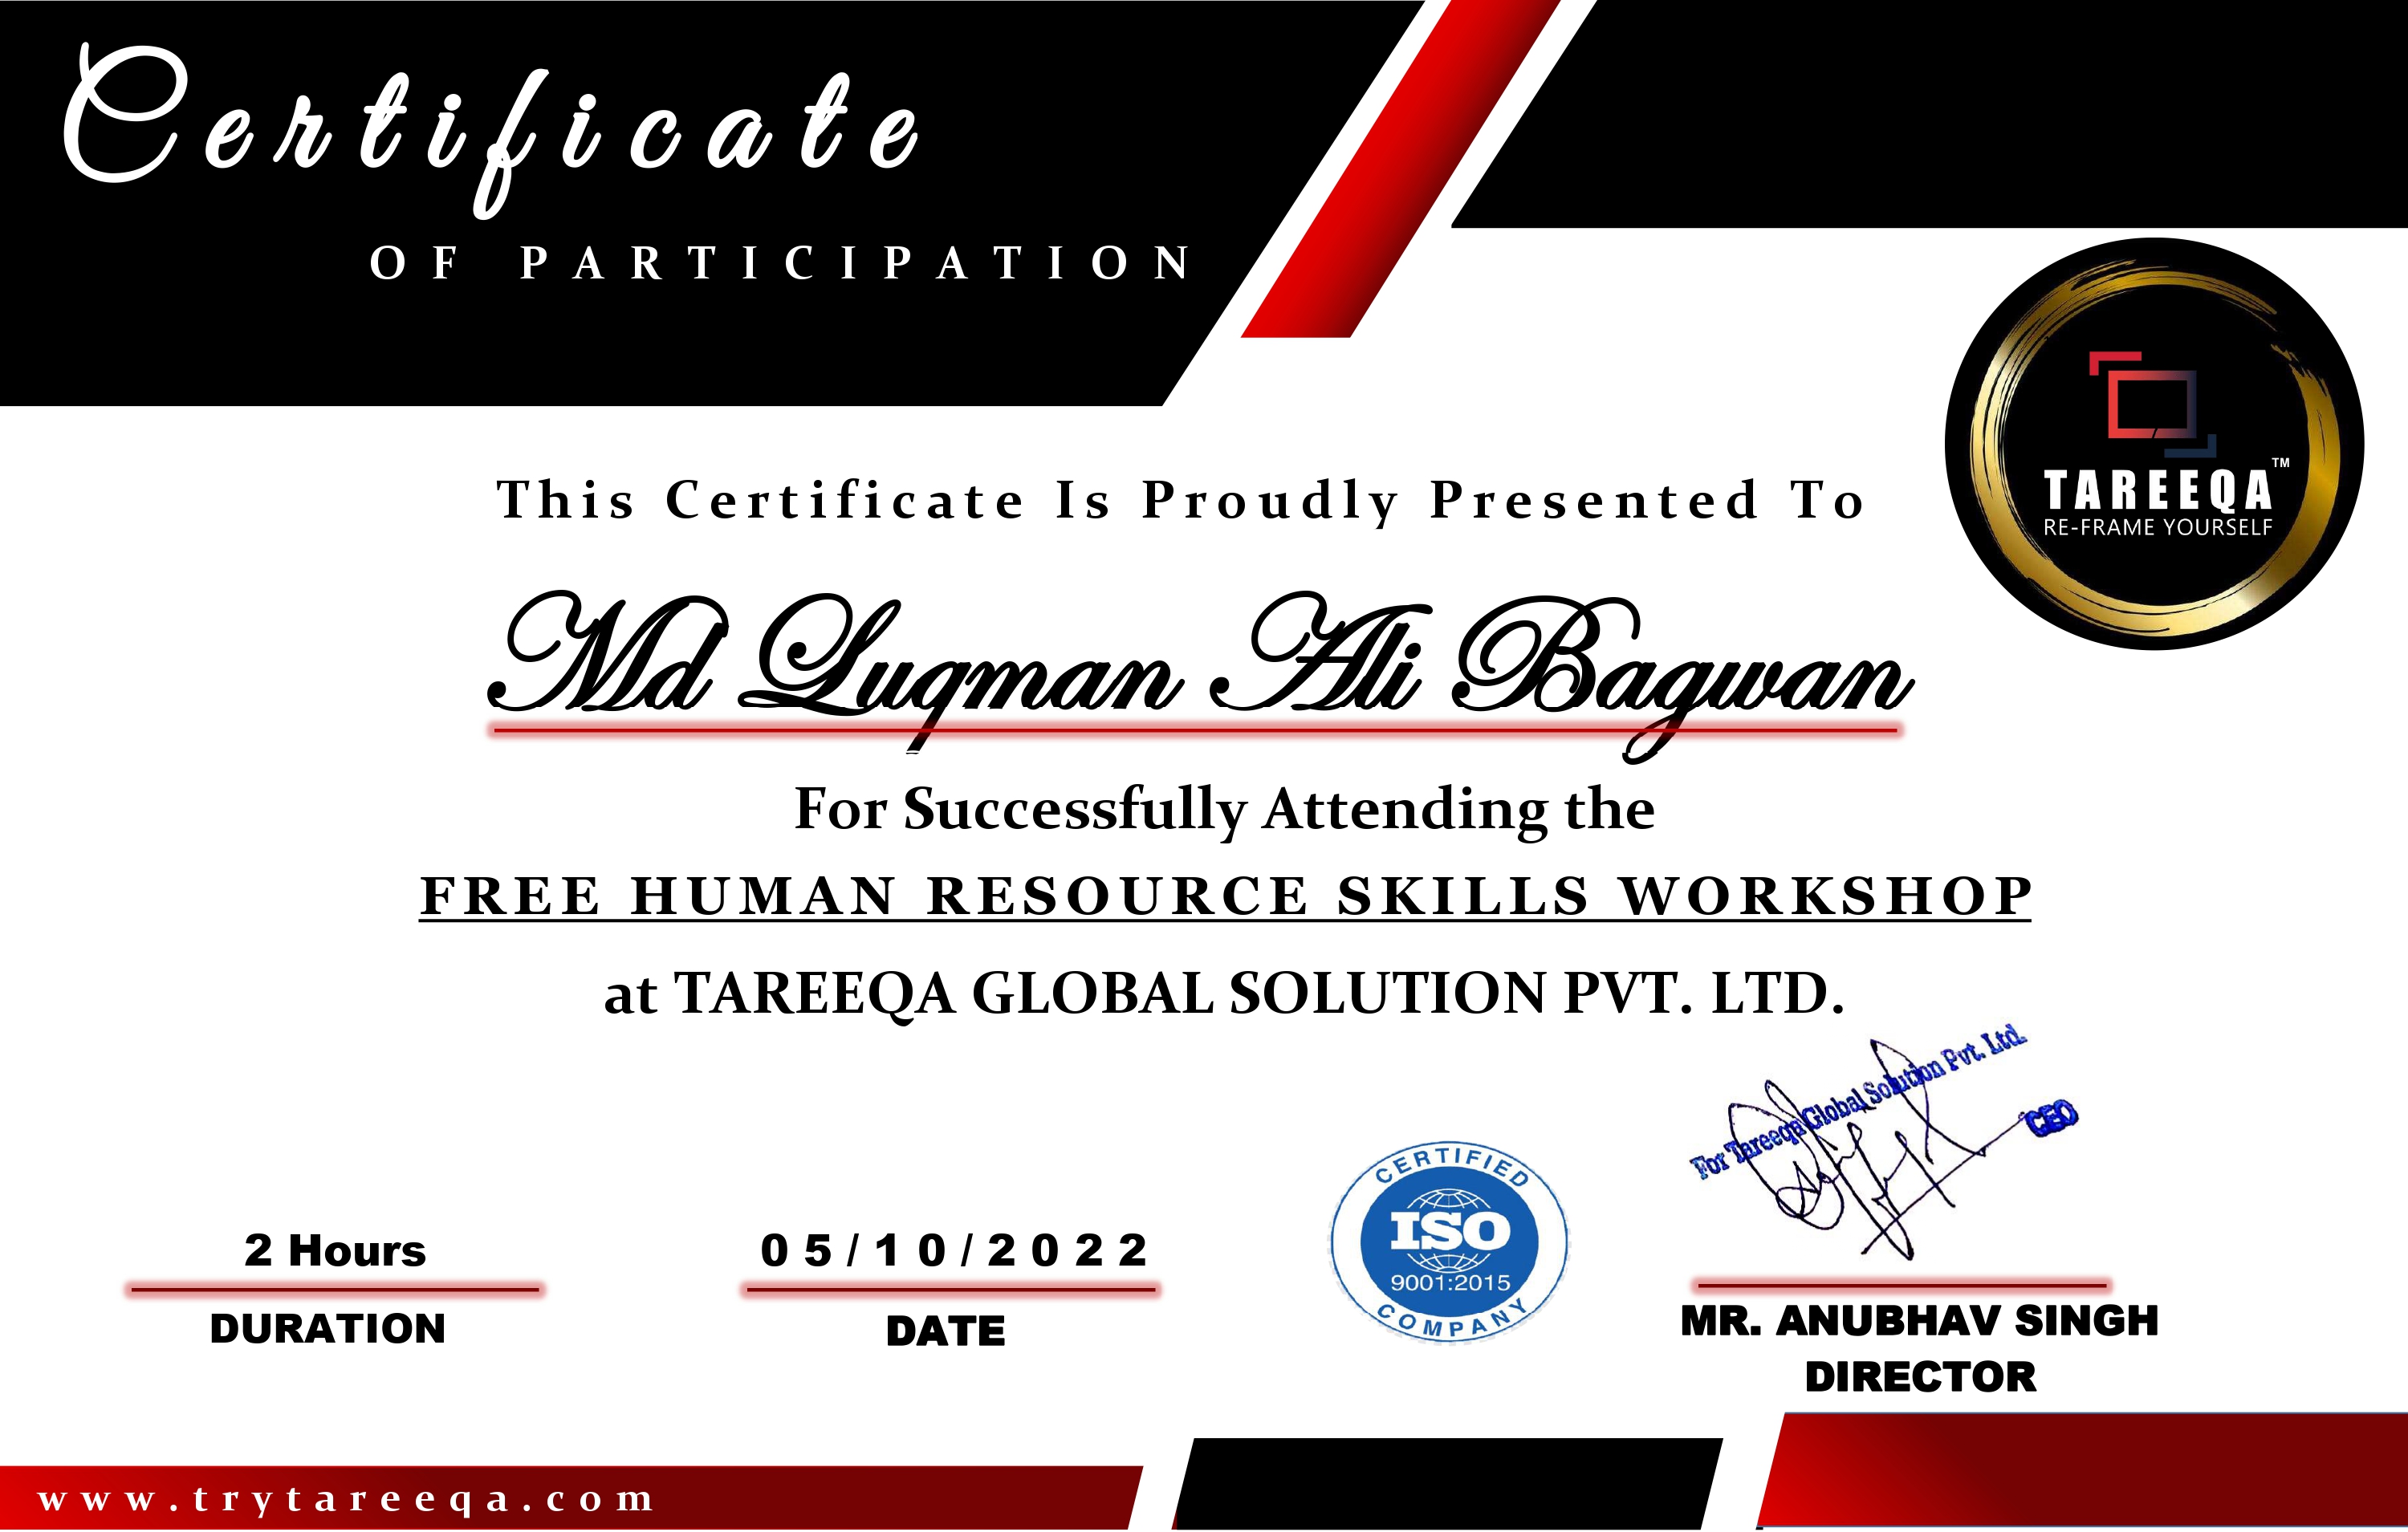 Certificate
OF PARTICIPATION
TAREEQA™
RE-FRAME YOURSELF
This Certificate Is Proudly Presented To
Md Luqman Ali Bagwan
For Successfully Attending the
FREE HUMAN RESOURCE SKILLS WORKSHOP
at TAREEQA GLOBAL SOLUTION PVT. LTD.
For Tareeqa Global Solution Pvt. Ltd.
CEO
2 Hours
DURATION
05/10/2022
DATE
CERTIFIED
ISO
9001:2015
COMPANY
MR. ANUBHAV SINGH
DIRECTOR
www.trytareeqa.com